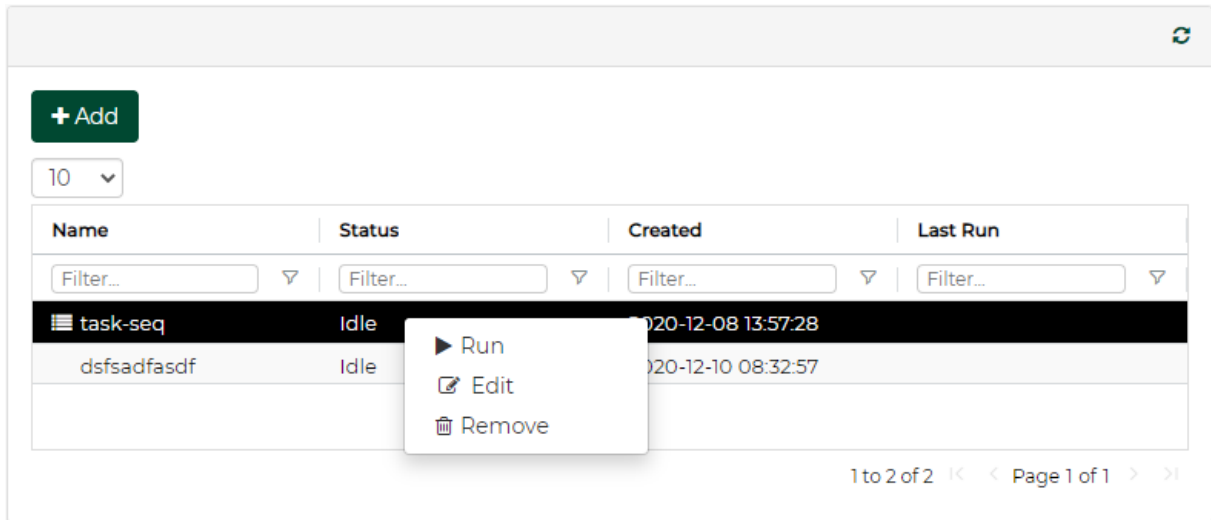 Add
10
Name Status Created Last Run
Filter... Filter... Filter... Filter...
task-seq Idle 2020-12-08 13:57:28
dsfsadfasdf Idle 2020-12-10 08:32:57
Run
Edit
Remove
1 to 2 of 2 Page 1 of 1